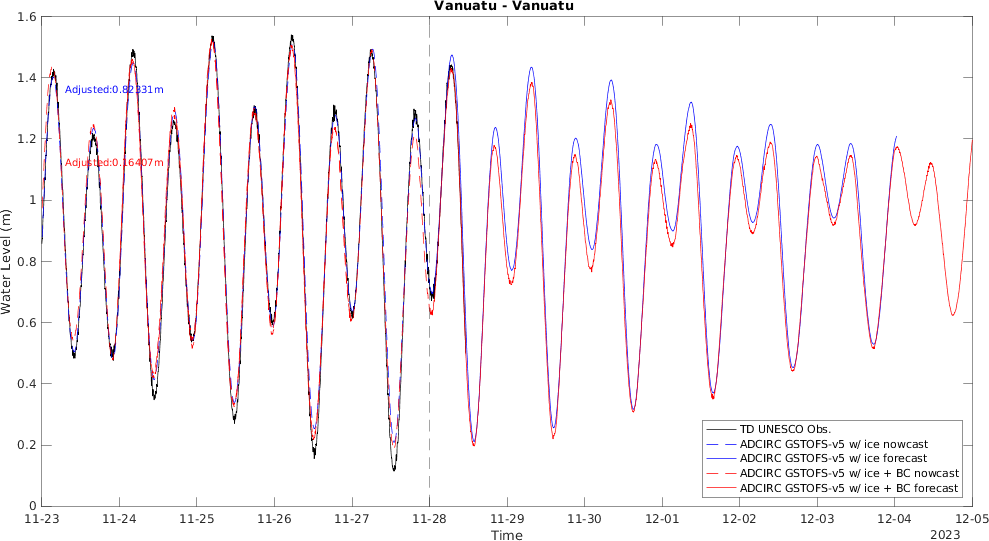 Vanuatu - Vanuatu
1.6
1.4
1.2
1
0.8
0.6
0.4
0.2
0
Water Level (m)
Adjusted:0.82331m
Adjusted:0.16407m
TD UNESCO Obs.
ADCIRC GSTOFS-v5 w/ ice nowcast
ADCIRC GSTOFS-v5 w/ ice forecast
ADCIRC GSTOFS-v5 w/ ice + BC nowcast
ADCIRC GSTOFS-v5 w/ ice + BC forecast
11-23 11-24 11-25 11-26 11-27 11-28 11-29 11-30 12-01 12-02 12-03 12-04 12-05
Time
2023